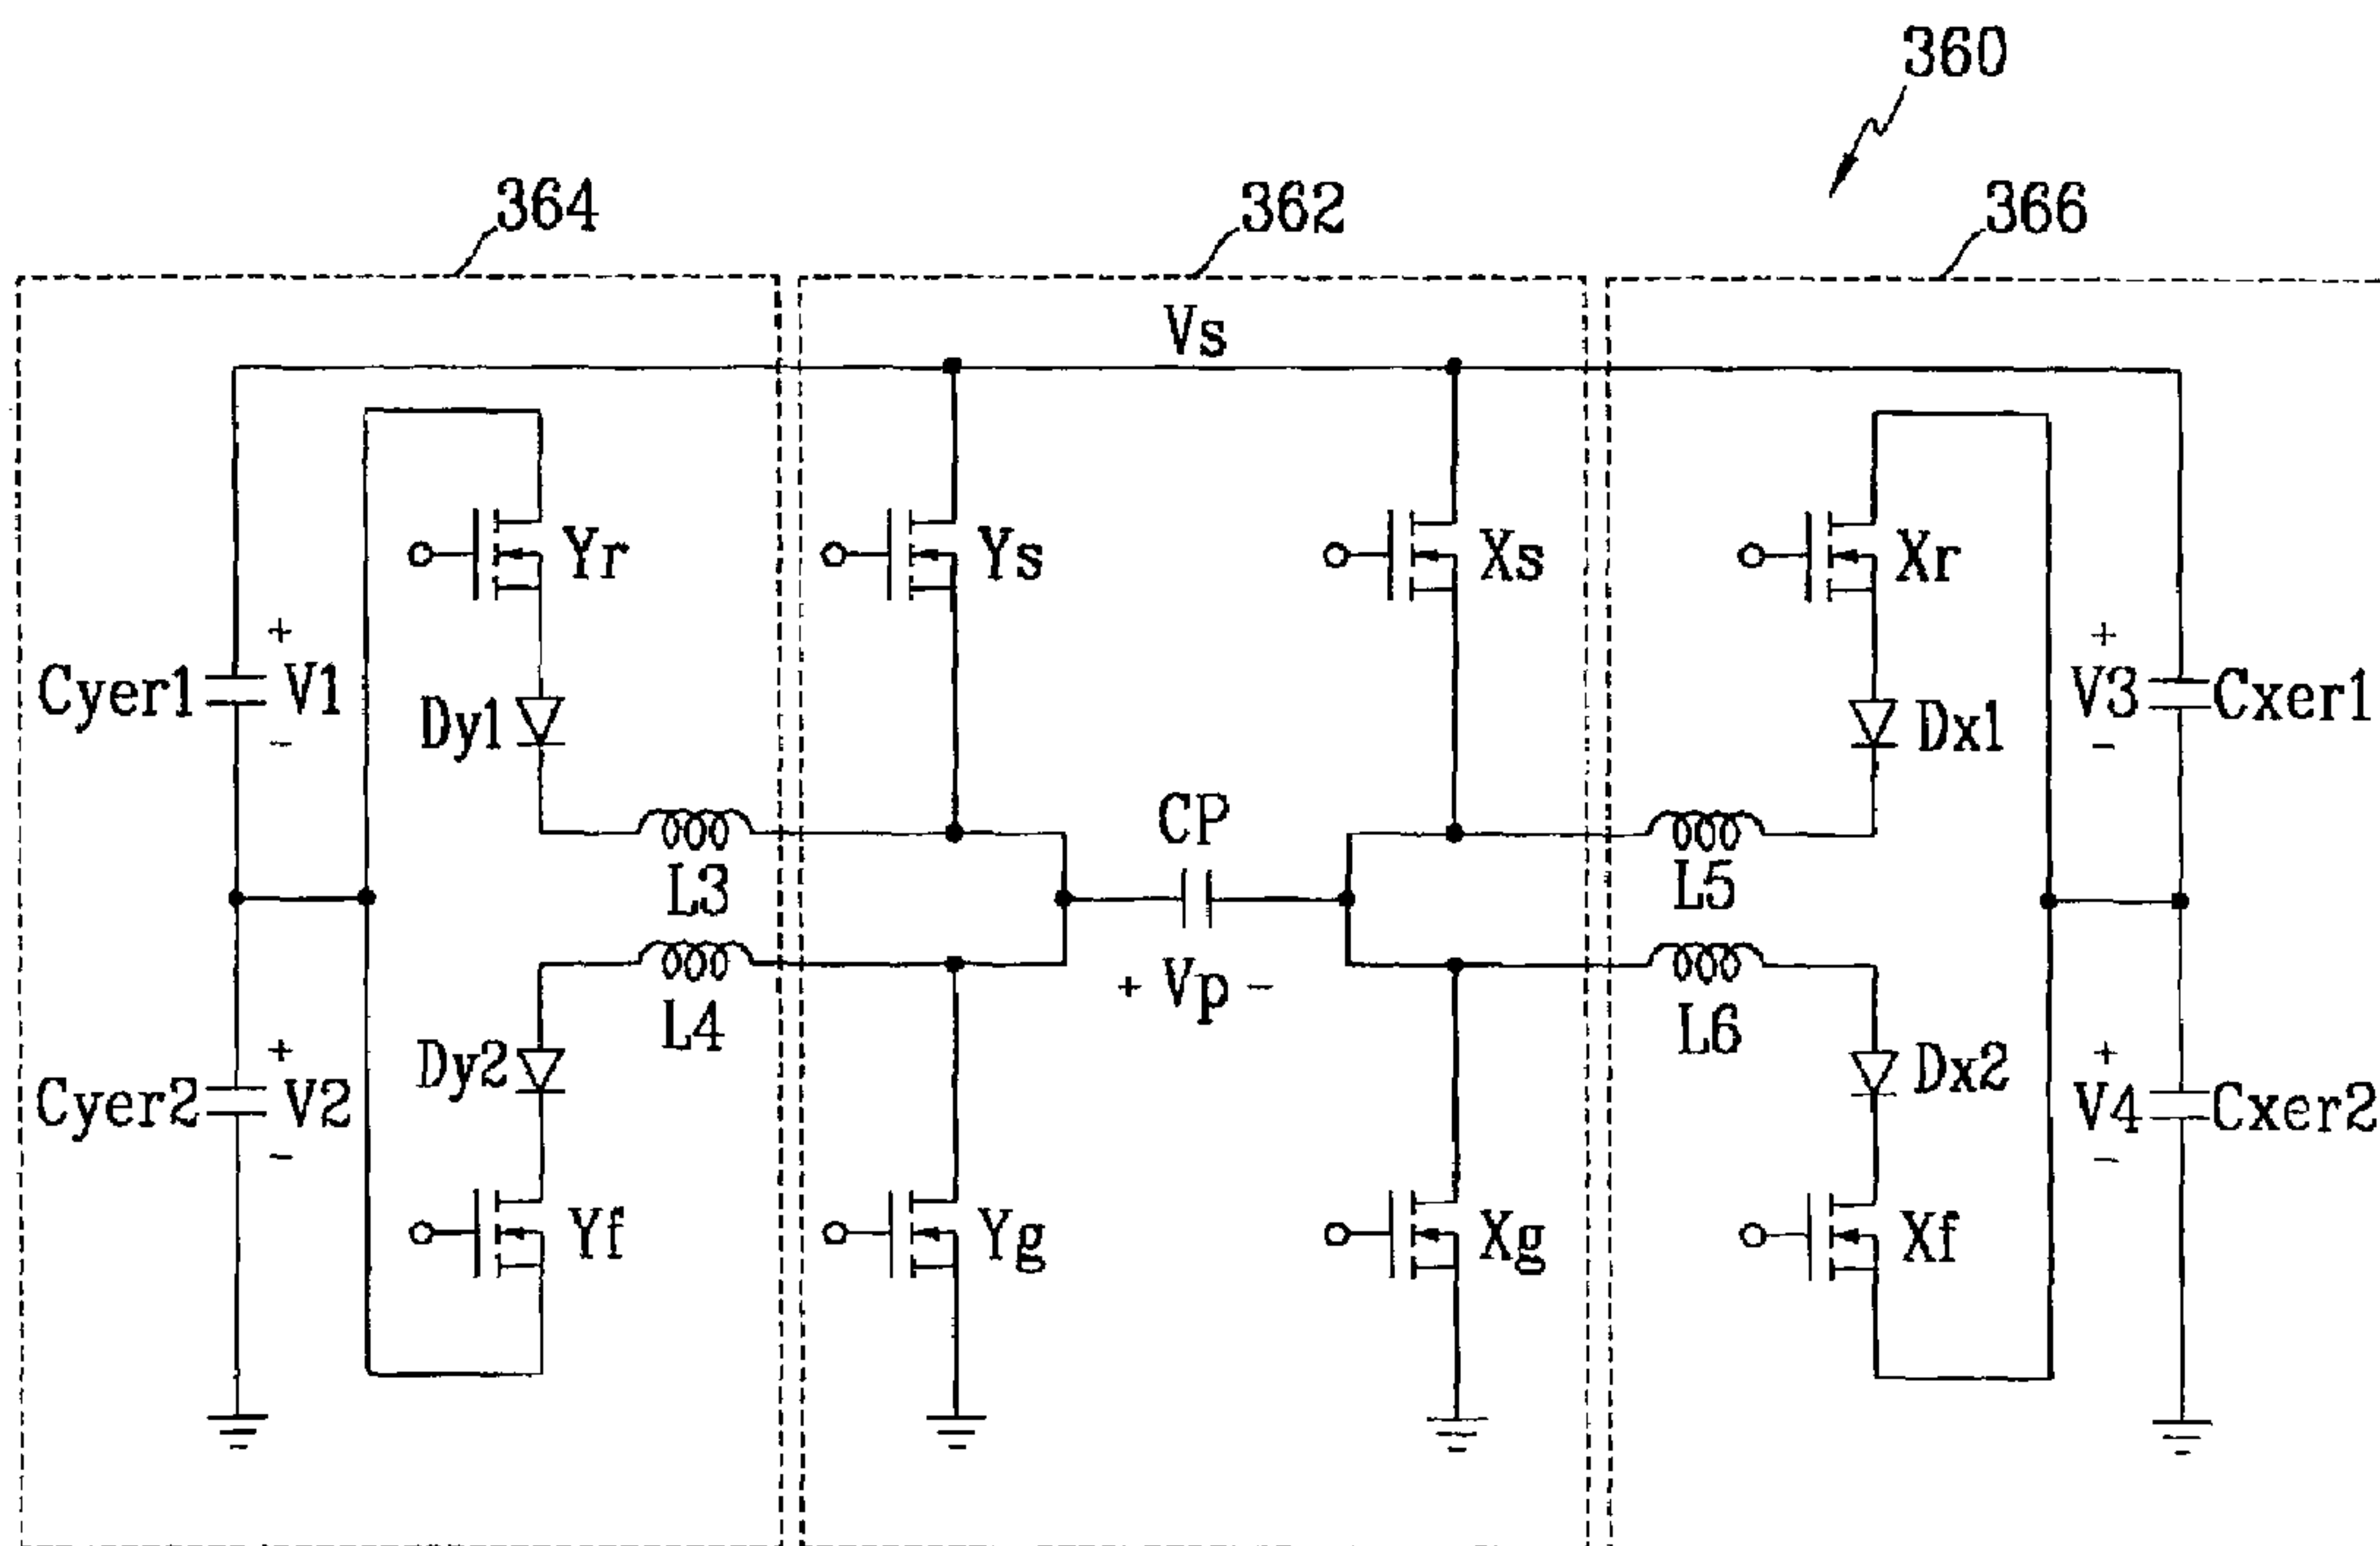 360
364
362
366
Vs
Yr
Ys
Xs
Xr
+
+
Cyer1
V1
V3
Cxer1
Dy1
Dx1
-
-
CP
L3
L5
+ Vp -
L4
L6
+
+
Dy2
Dx2
Cyer2
V2
V4
Cxer2
-
-
Yf
Yg
Xg
Xf